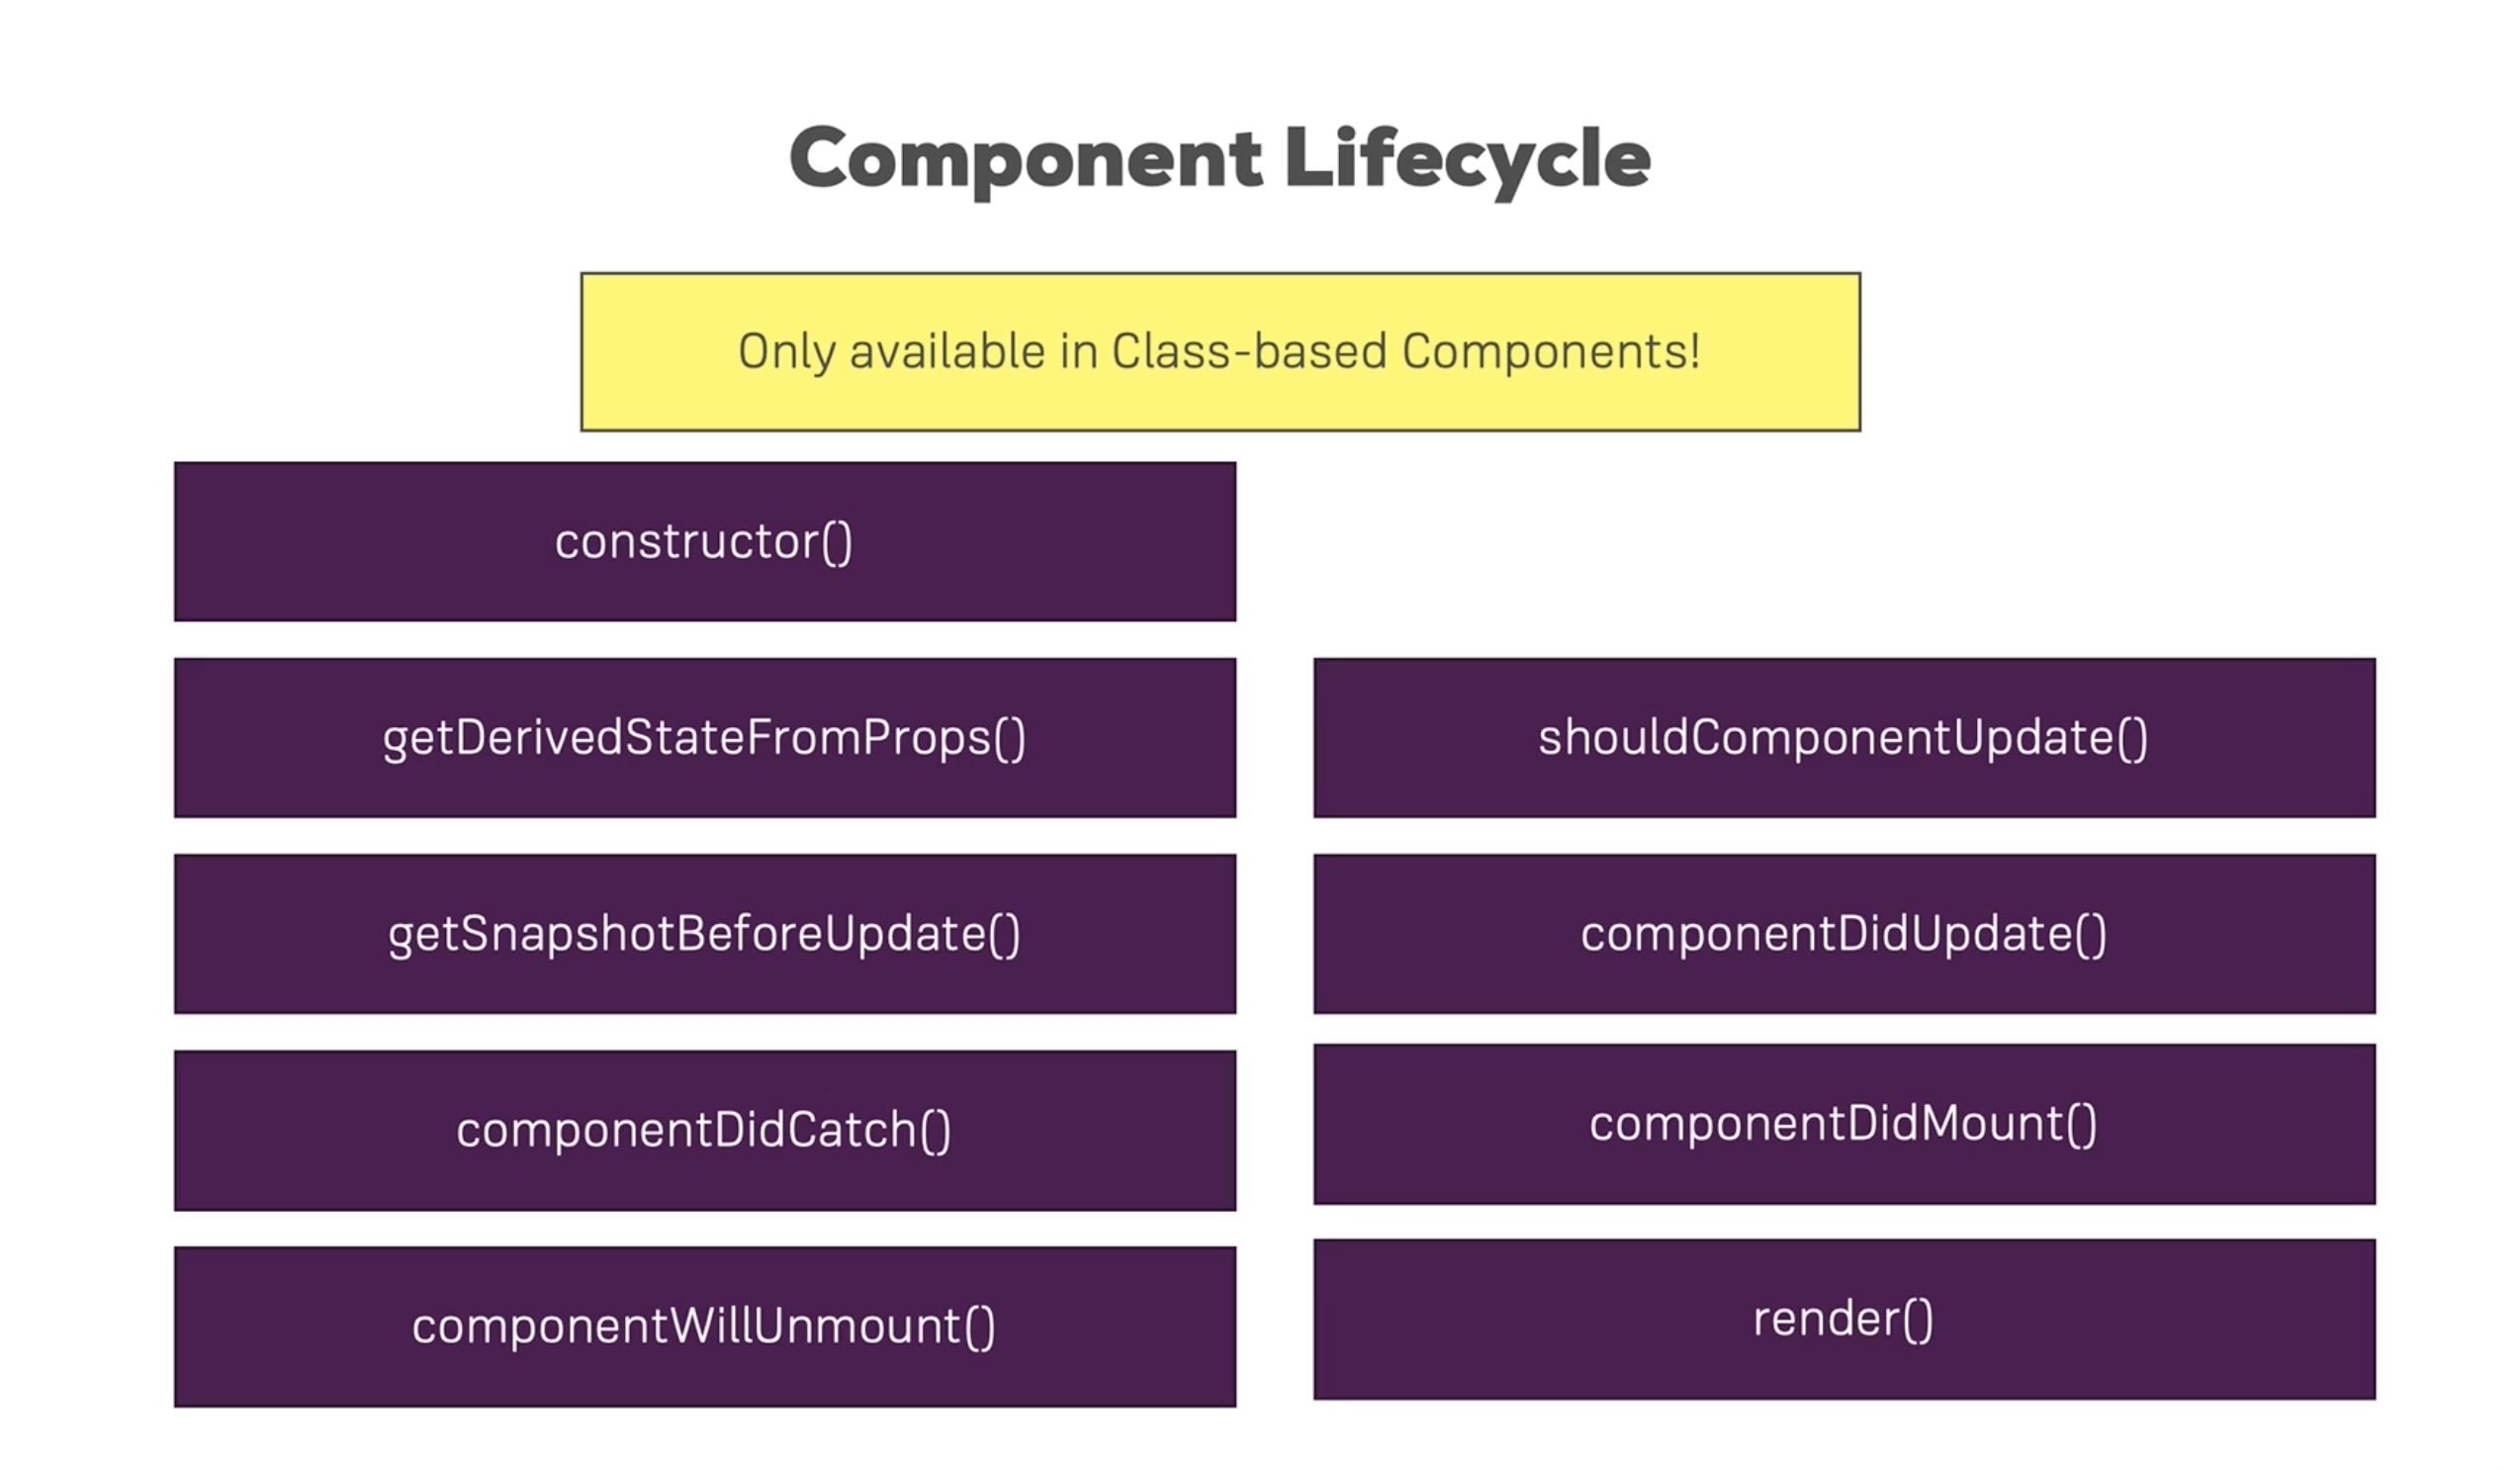 Component Lifecycle
Only available in Class-based Components!
constructor()
getDerivedStateFromProps()
shouldComponentUpdate()
getSnapshotBeforeUpdate()
componentDidUpdate()
componentDidCatch()
componentDidMount()
componentWillUnmount()
render()